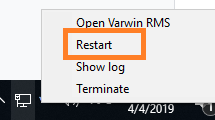 Open Varwin RMS
Restart
Show log
Terminate
4/4/2019